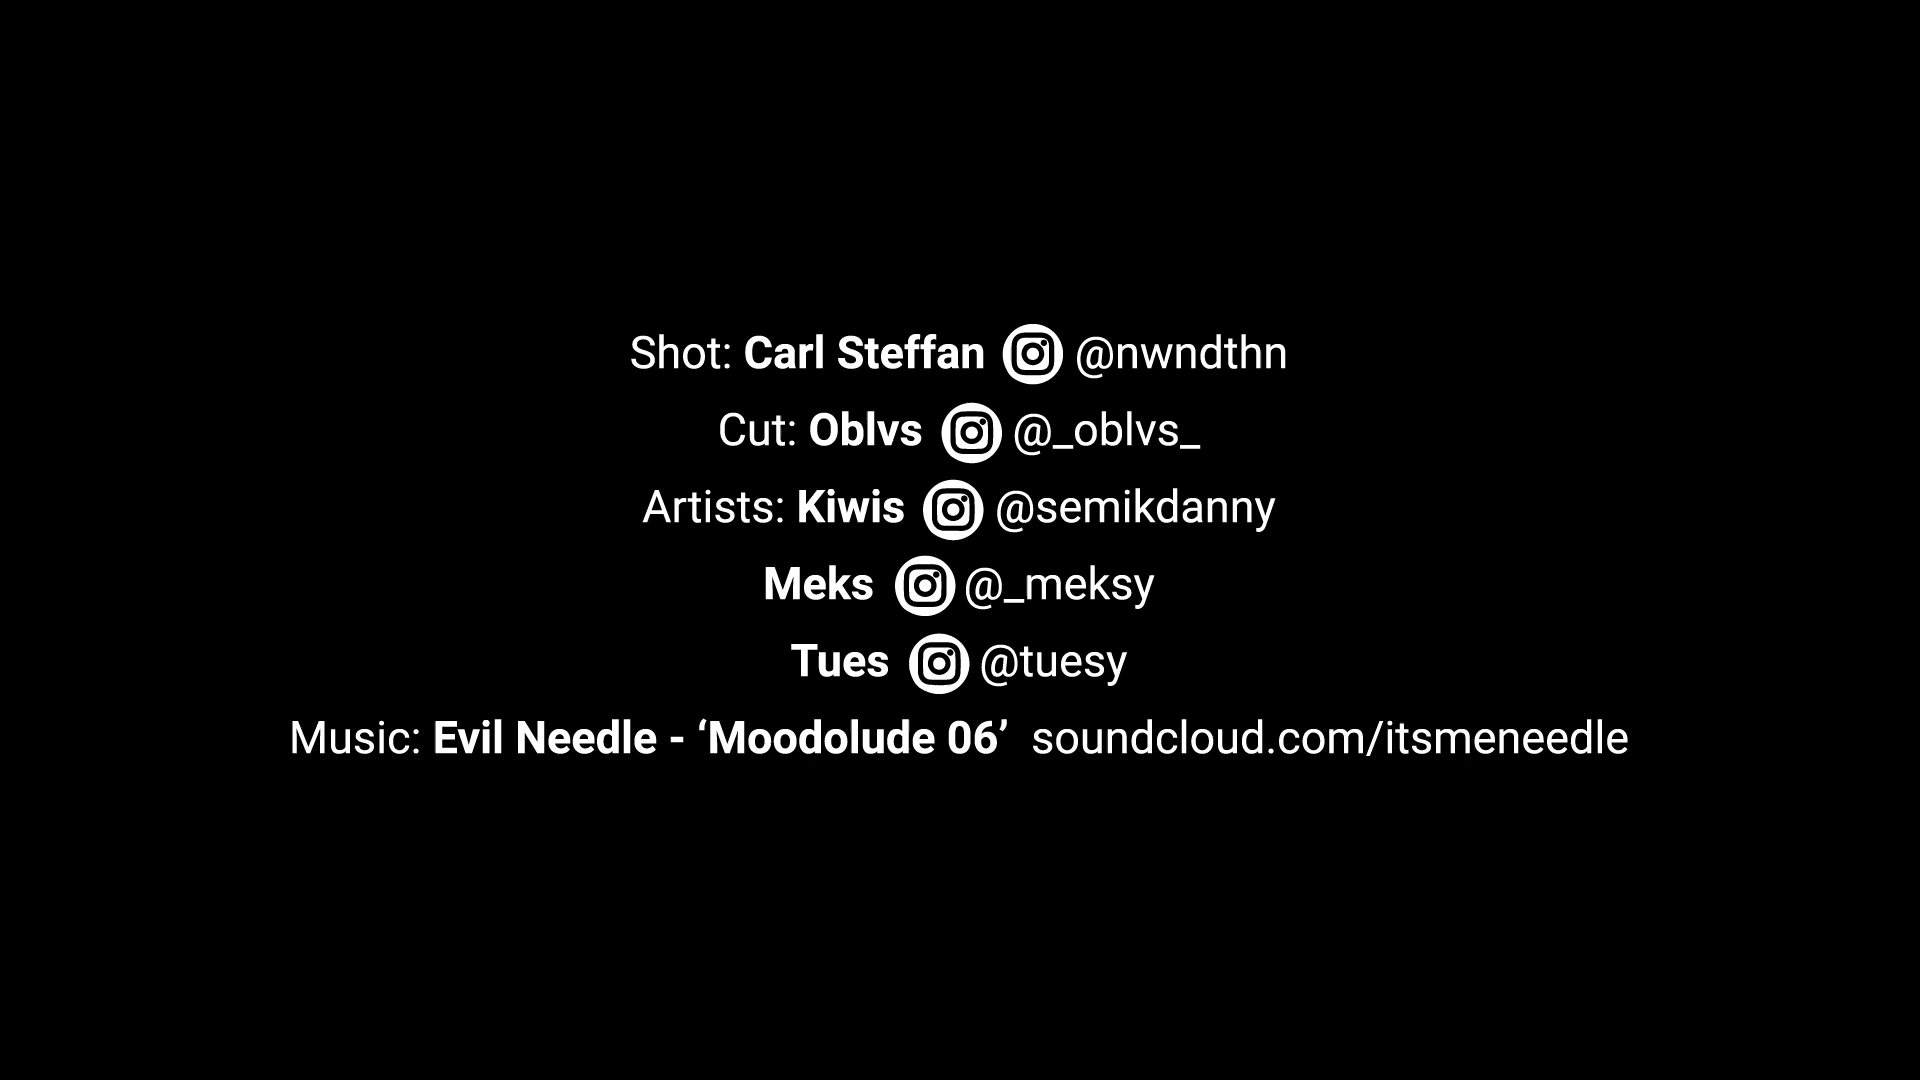 Shot: Carl Steffan @nwndthn
Cut: Oblvs @_oblvs_
Artists: Kiwis @semikdanny
Meks @_meksy
Tues @tuesy
Music: Evil Needle - ‘Moodolude 06’ soundcloud.com/itsmeneedle